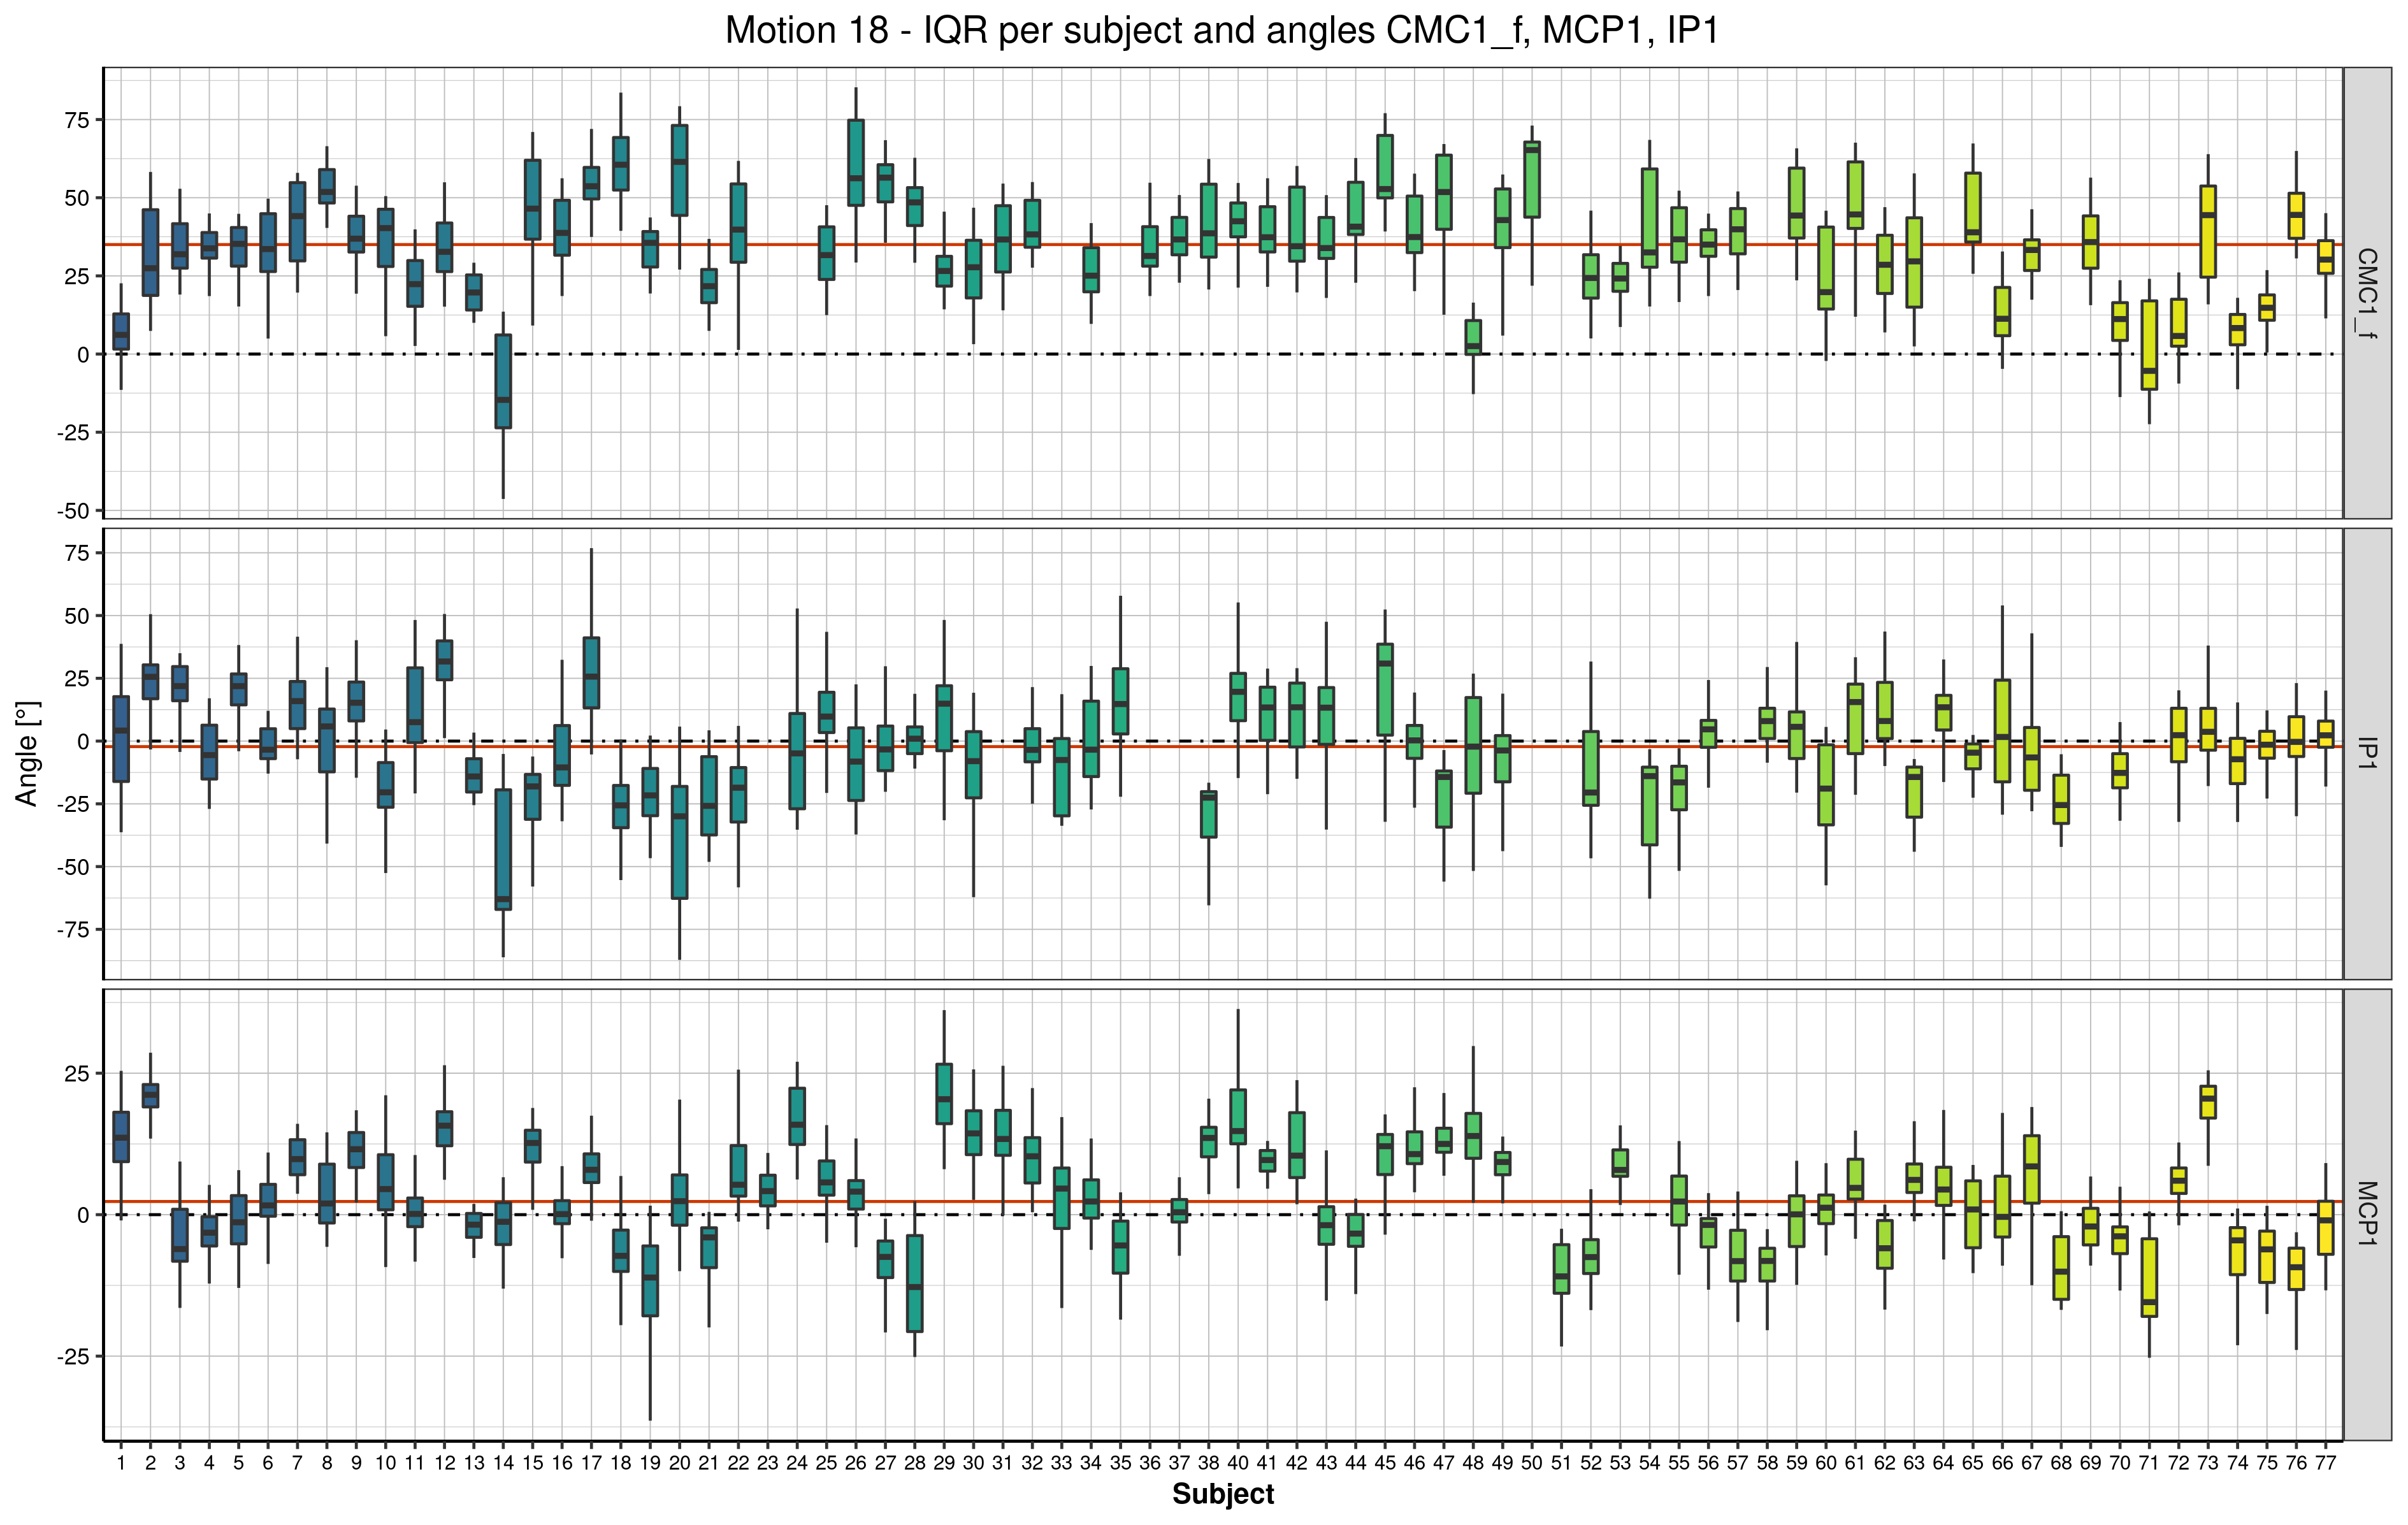 Motion 18 - IQR per subject and angles CMC1_f, MCP1, IP1
75
50
25
0
-25
-50
CMC1_f
75
50
25
0
-25
-50
-75
IP1
25
0
-25
MCP1
Angle [°]
1 2 3 4 5 6 7 8 9 10 11 12 13 14 15 16 17 18 19 20 21 22 23 24 25 26 27 28 29 30 31 32 33 34 35 36 37 38 40 41 42 43 44 45 46 47 48 49 50 51 52 53 54 55 56 57 58 59 60 61 62 63 64 65 66 67 68 69 70 71 72 73 74 75 76 77
Subject